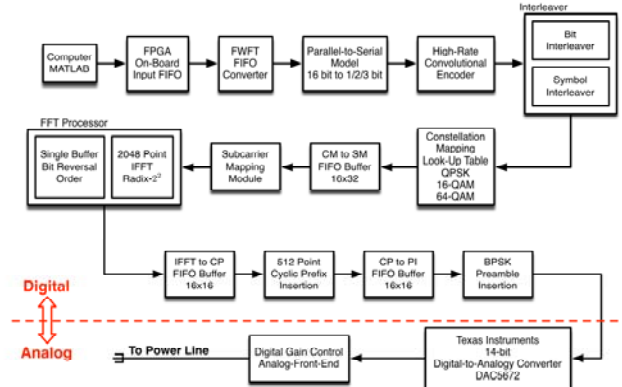 Interleaver
Computer
MATLAB
FPGA
On-Board
Input FIFO
FWFT
FIFO
Converter
Parallel-to-Serial
Model
16 bit to 1/2/3 bit
High-Rate
Convolutional
Encoder
Bit
Interleaver
Symbol
Interleaver
FFT Processor
Single Buffer
Bit Reversal
Order
2048 Point
IFFT
Radix-2²
Subcarrier
Mapping
Module
CM to SM
FIFO Buffer
16x32
Constellation
Mapping
Look-Up Table
QPSK
16-QAM
64-QAM
IFFT to CP
FIFO Buffer
16x16
512 Point
Cyclic Prefix
Insertion
CP to PI
FIFO Buffer
16x16
BPSK
Preamble
Insertion
Digital
Analog
To Power Line
Digital Gain Control
Analog-Front-End
Texas Instruments
14-bit
Digital-to-Analogy Converter
DAC5672